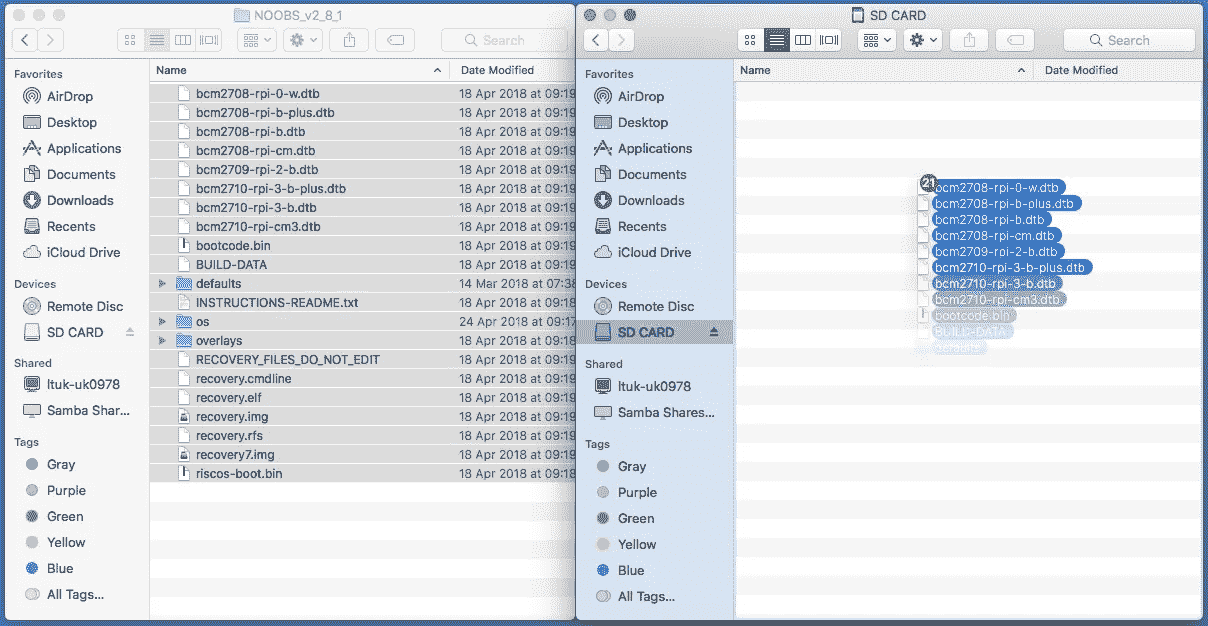 NOOBS_v2_8_1
Search
Favorites
AirDrop
Desktop
Applications
Documents
Downloads
Recents
iCloud Drive
Devices
Remote Disc
SD CARD
Shared
ltuk-uk0978
Samba Shar...
Tags
Gray
Purple
Green
Yellow
Blue
All Tags...
Name Date Modified
bcm2708-rpi-0-w.dtb 18 Apr 2018 at 09:19
bcm2708-rpi-b-plus.dtb 18 Apr 2018 at 09:19
bcm2708-rpi-b.dtb 18 Apr 2018 at 09:19
bcm2708-rpi-cm.dtb 18 Apr 2018 at 09:19
bcm2709-rpi-2-b.dtb 18 Apr 2018 at 09:19
bcm2710-rpi-3-b-plus.dtb 18 Apr 2018 at 09:19
bcm2710-rpi-3-b.dtb 18 Apr 2018 at 09:19
bcm2710-rpi-cm3.dtb 18 Apr 2018 at 09:19
bootcode.bin 18 Apr 2018 at 09:19
BUILD-DATA 18 Apr 2018 at 09:19
defaults 14 Mar 2018 at 07:38
INSTRUCTIONS-README.txt 18 Apr 2018 at 09:18
os 24 Apr 2018 at 09:17
overlays 18 Apr 2018 at 09:18
RECOVERY_FILES_DO_NOT_EDIT 18 Apr 2018 at 09:19
recovery.cmdline 18 Apr 2018 at 09:19
recovery.elf 18 Apr 2018 at 09:19
recovery.img 18 Apr 2018 at 09:19
recovery.rfs 18 Apr 2018 at 09:19
recovery7.img 18 Apr 2018 at 09:19
riscos-boot.bin 18 Apr 2018 at 09:18
SD CARD
Search
Favorites
AirDrop
Desktop
Applications
Documents
Downloads
Recents
iCloud Drive
Devices
Remote Disc
SD CARD
Shared
ltuk-uk0978
Samba Shares...
Tags
Gray
Purple
Green
Yellow
Blue
All Tags...
Name Date Modified
21
bcm2708-rpi-0-w.dtb
bcm2708-rpi-b-plus.dtb
bcm2708-rpi-b.dtb
bcm2708-rpi-cm.dtb
bcm2709-rpi-2-b.dtb
bcm2710-rpi-3-b-plus.dtb
bcm2710-rpi-3-b.dtb
bcm2710-rpi-cm3.dtb
bootcode.bin
BUILD-DATA
defaults